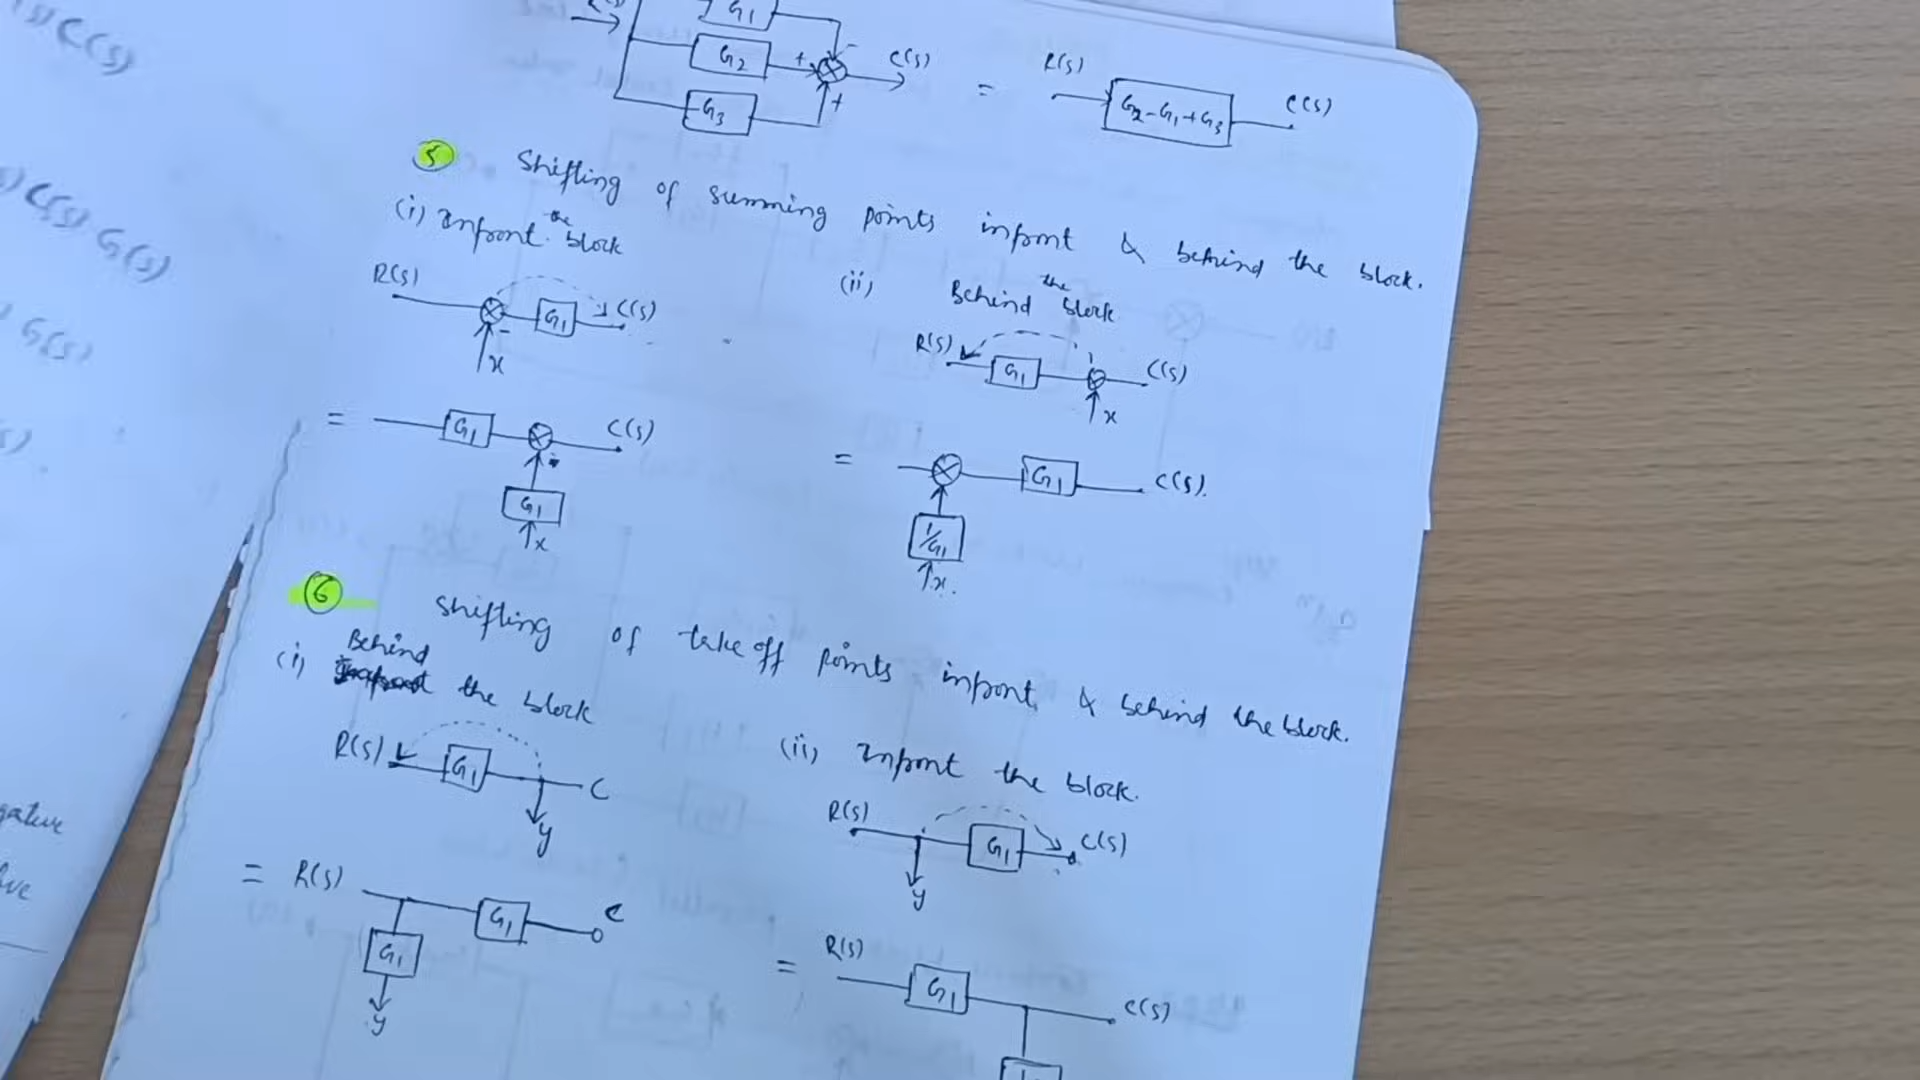 G1
G2
+
-
C(s)
G3
+
=
R(s)
G2-G1+G3
C(s)
5 Shifting of summing points infront & behind the block.
(i) Infront the block
R(s)
G1
C(s)
-
x
=
G1
C(s)
G1
x
(ii) Behind the block
R(s)
G1
C(s)
x
=
G1
C(s).
1/G1
x.
6 Shifting of take off points infront & behind the block.
(i) Behind the block
R(s)
G1
C
y
= R(s)
G1
C
G1
y
(ii) Infront the block.
R(s)
G1
C(s)
y
=
R(s)
G1
C(s)
C(s)
C(s) G(s)
G(s)
gative